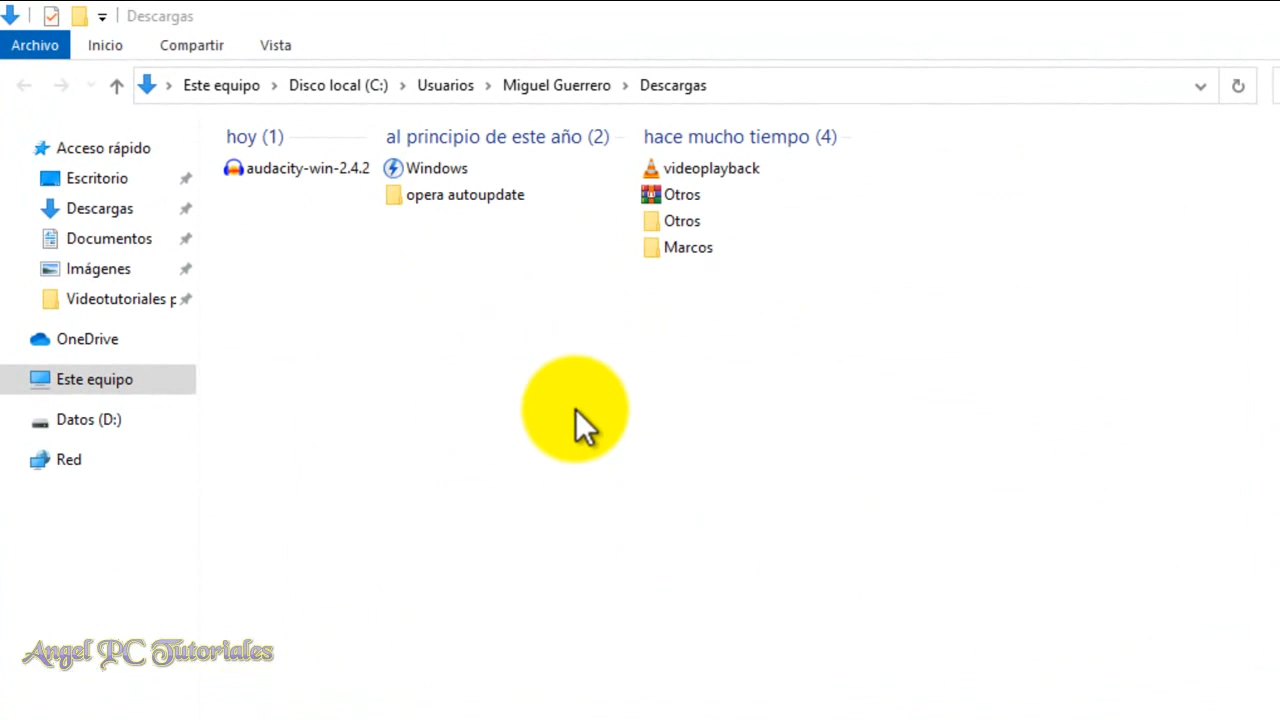 Descargas
Archivo Inicio Compartir Vista
Este equipo Disco local (C:) Usuarios Miguel Guerrero Descargas
Acceso rápido
Escritorio
Descargas
Documentos
Imágenes
Videotutoriales p
OneDrive
Este equipo
Datos (D:)
Red
hoy (1)
audacity-win-2.4.2
al principio de este año (2)
Windows
opera autoupdate
hace mucho tiempo (4)
videoplayback
Otros
Otros
Marcos
Angel PC Tutoriales